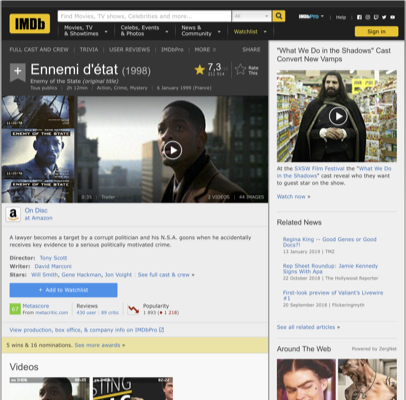 IMDb
Find Movies, TV shows, Celebrities and more...
All
IMDbPro
Help
Movies, TV & Showtimes
Celebs, Events & Photos
News & Community
Watchlist
Sign in
FULL CAST AND CREW | TRIVIA | USER REVIEWS | IMDbPro | MORE
SHARE
Ennemi d'état (1998)
Enemy of the State (original title)
Tous publics | 2h 12min | Action, Crime, Mystery | 6 January 1999 (France)
7,3
Rate This
ENEMY OF THE STATE
0:35 | Trailer
2 VIDEOS | 44 IMAGES
On Disc
at Amazon
A lawyer becomes a target by a corrupt politician and his N.S.A. goons when he accidentally
receives key evidence to a serious politically motivated crime.
Director: Tony Scott
Writer: David Marconi
Stars: Will Smith, Gene Hackman, Jon Voight | See full cast & crew »
+ Add to Watchlist
Metascore
From metacritic.com
Reviews
430 user | 89 critic
Popularity
1 893 (1 218)
View production, box office, & company info on IMDbPro
5 wins & 16 nominations. See more awards »
Videos
"What We Do in the Shadows" Cast
Convert New Vamps
At the SXSW Film Festival the "What We Do
in the Shadows" cast reveal who they want
to guest star on the show.
Watch now »
Related News
Regina King -- Good Genes or Good
Docs?!
13 January 2019 | TMZ
Rep Sheet Roundup: Jamie Kennedy
Signs With Apa
22 October 2018 | The Hollywood Reporter
First-look preview of Valiant's Livewire
#1
20 September 2018 | Flickeringmyth
See all related articles »
Around The Web
Powered by ZergNet